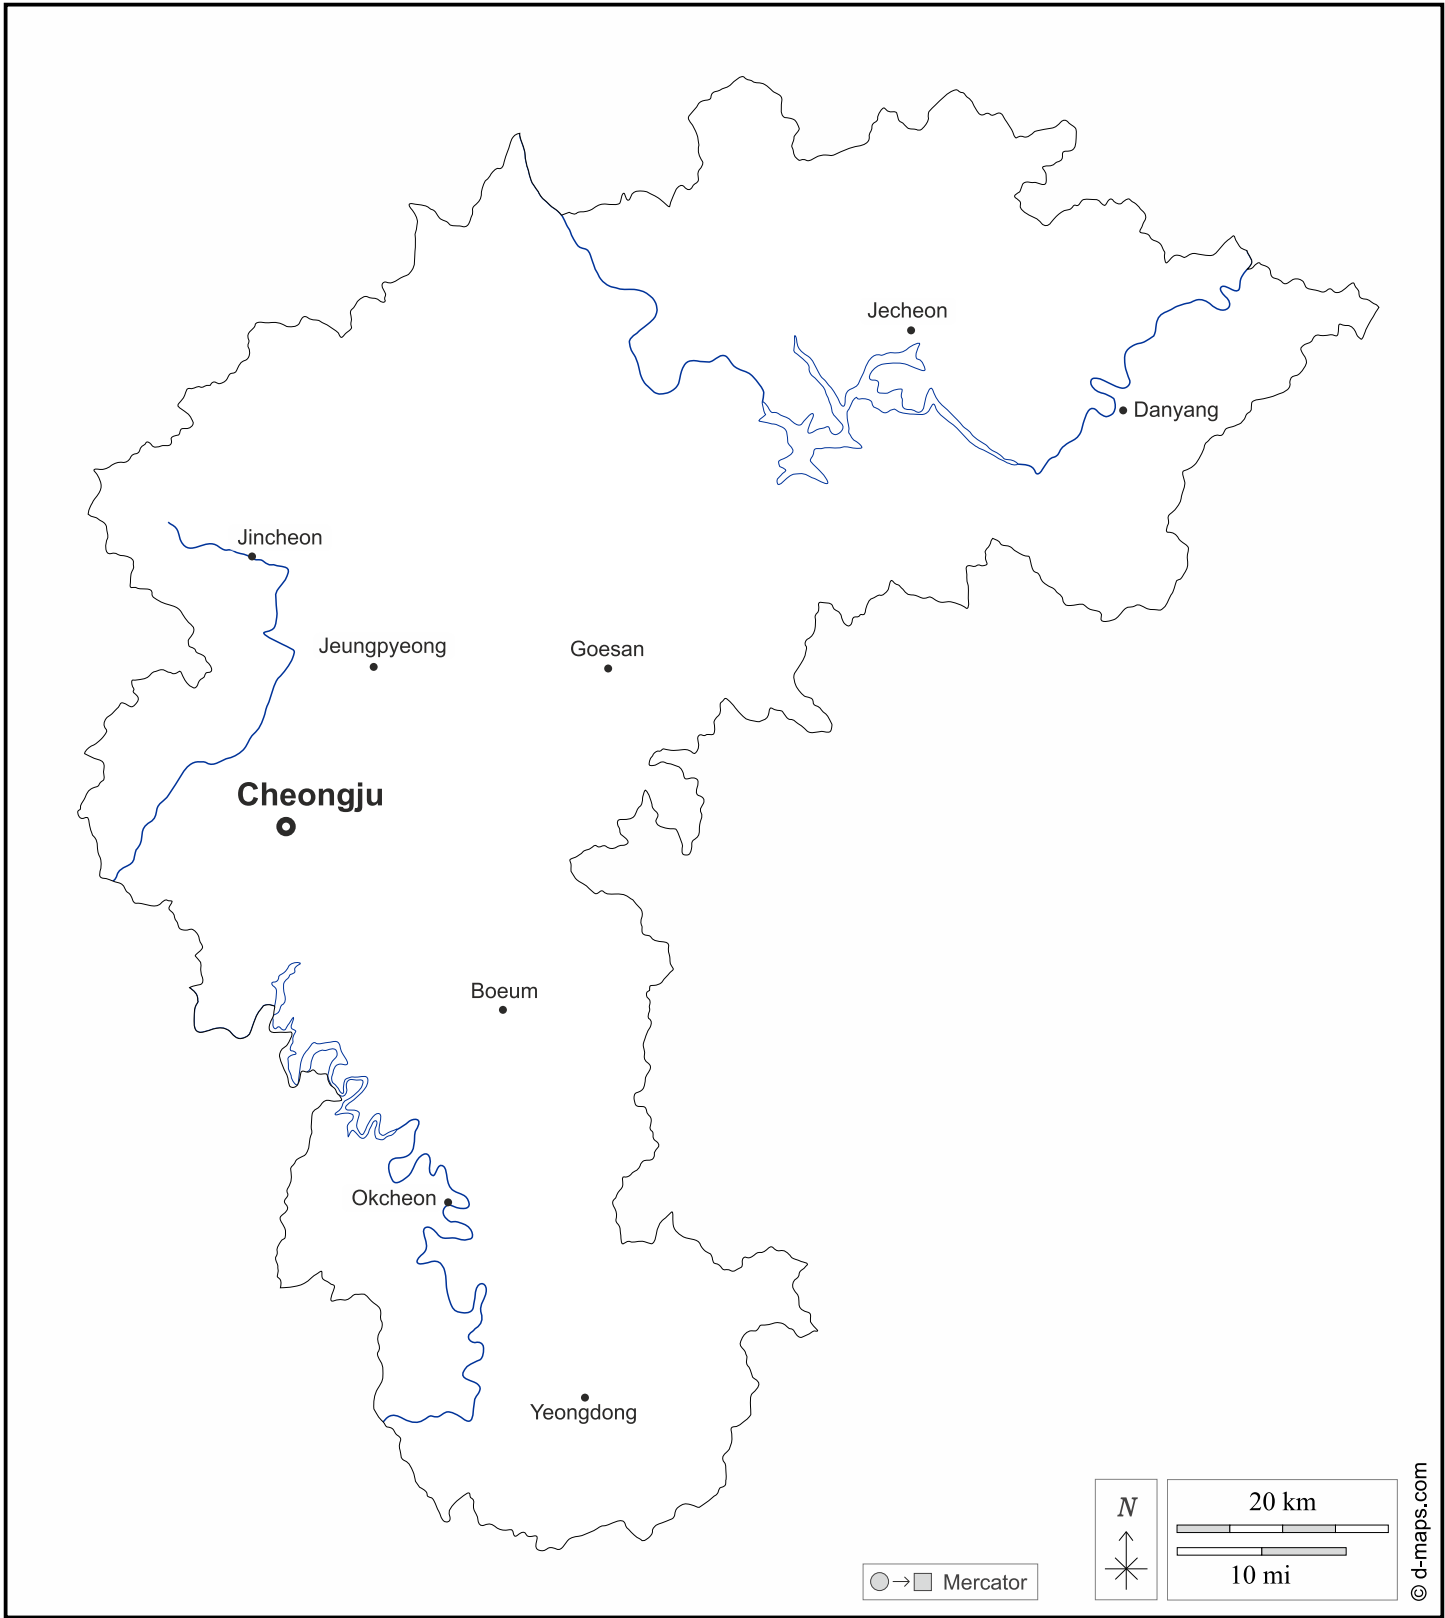 Jecheon
Danyang
Jincheon
Jeungpyeong
Goesan
Cheongju
Boeum
Okcheon
Yeongdong
N
20 km
10 mi
Mercator
© d-maps.com